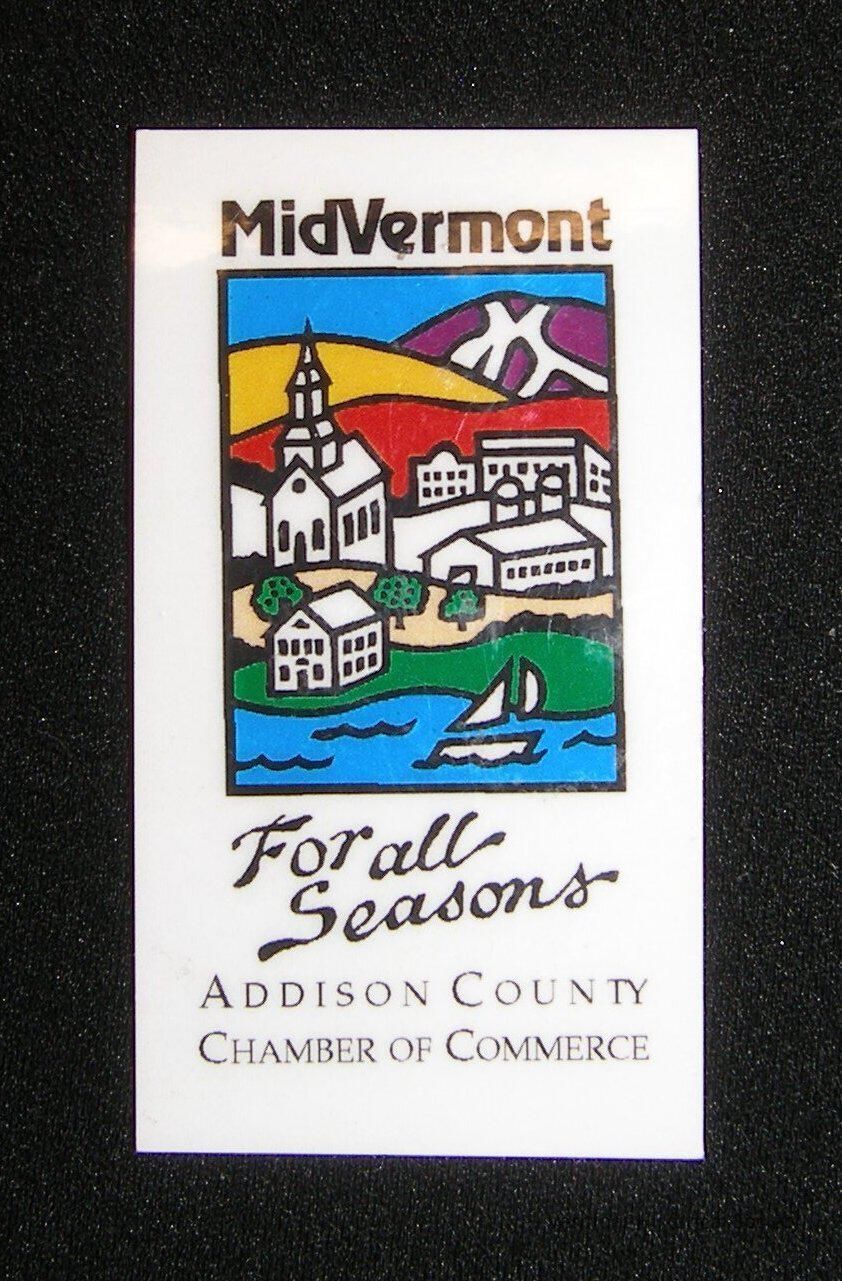 MidVermont
For all
Seasons
ADDISON COUNTY
CHAMBER OF COMMERCE